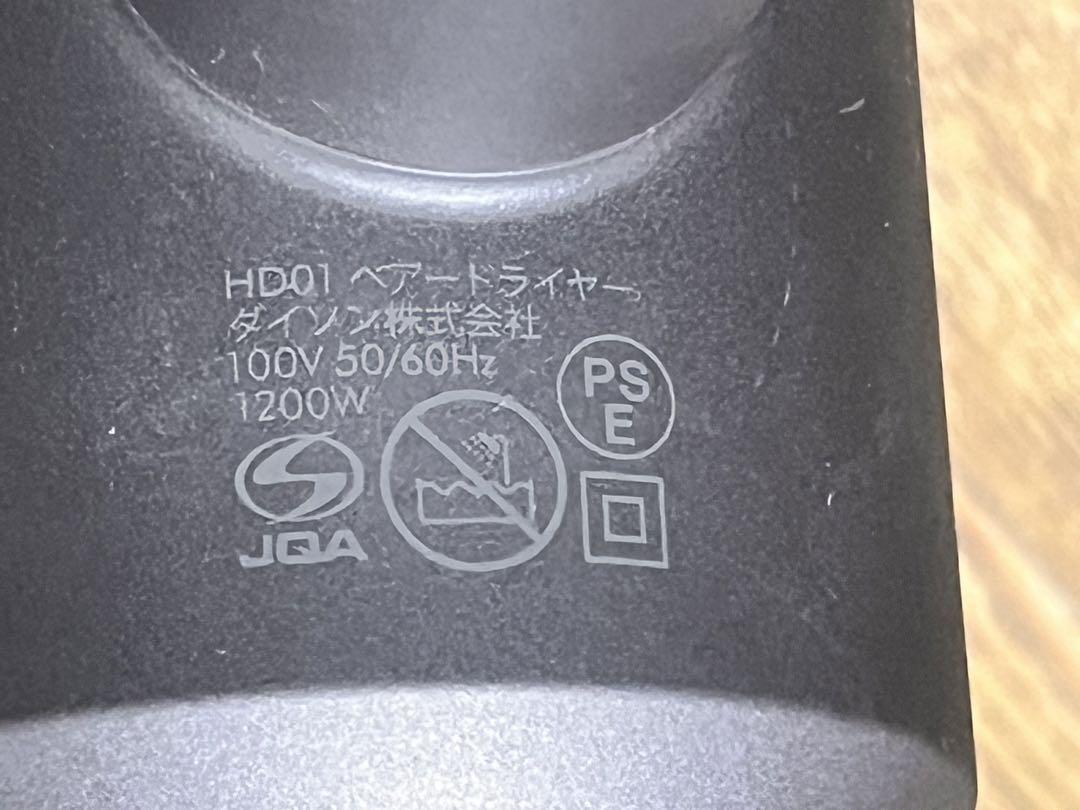 HD01 ヘアードライヤー
ダイソン株式会社
100V 50/60Hz
1200W
PS
E
JQA